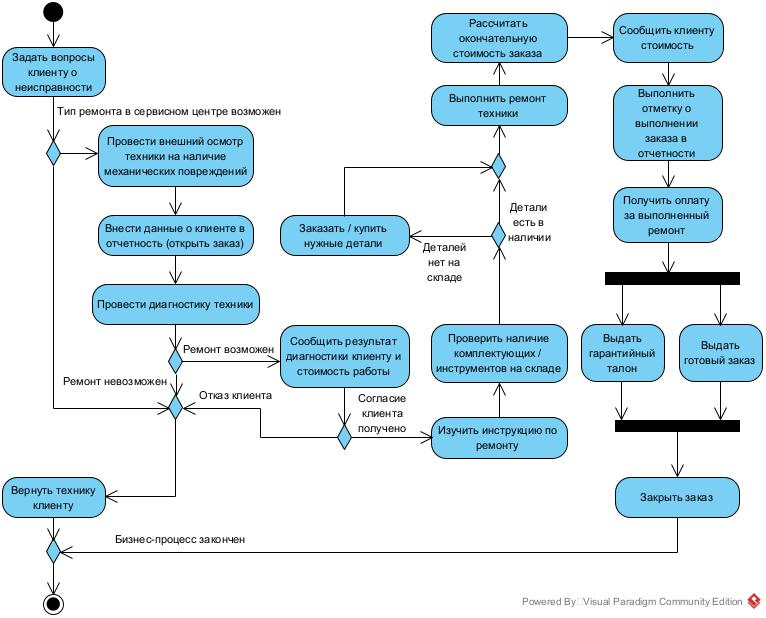 Задать вопросы
клиенту о
неисправности
Тип ремонта в сервисном центре возможен
Провести внешний осмотр
техники на наличие
механических повреждений
Внести данные о клиенте в
отчетность (открыть заказ)
Провести диагностику техники
Ремонт возможен
Ремонт невозможен
Сообщить результат
диагностики клиенту и
стоимость работы
Отказ клиента
Согласие
клиента
получено
Изучить инструкцию по
ремонту
Проверить наличие
комплектующих /
инструментов на складе
Деталей
нет на
складе
Детали
есть в
наличии
Заказать / купить
нужные детали
Выполнить ремонт
техники
Рассчитать
окончательную
стоимость заказа
Сообщить клиенту
стоимость
Выполнить
отметку о
выполнении
заказа в
отчетности
Получить оплату
за выполненный
ремонт
Выдать
гарантийный
талон
Выдать
готовый заказ
Закрыть заказ
Вернуть технику
клиенту
Бизнес-процесс закончен
Powered By Visual Paradigm Community Edition